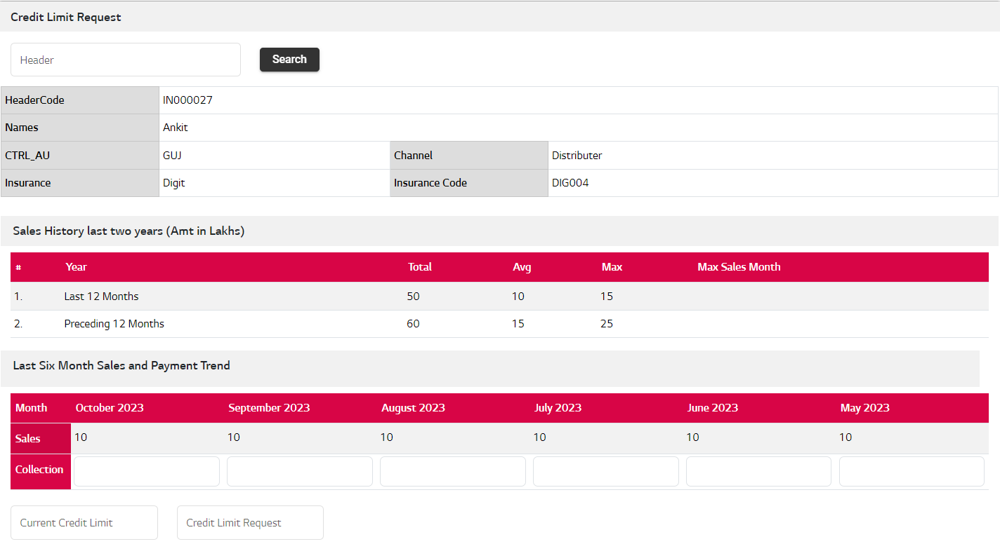 Credit Limit Request
Header Search
HeaderCode IN000027
Names Ankit
CTRL_AU GUJ Channel Distributer
Insurance Digit Insurance Code DIG004
Sales History last two years (Amt in Lakhs)
# Year Total Avg Max Max Sales Month
1. Last 12 Months 50 10 15
2. Preceding 12 Months 60 15 25
Last Six Month Sales and Payment Trend
Month October 2023 September 2023 August 2023 July 2023 June 2023 May 2023
Sales 10 10 10 10 10 10
Collection
Current Credit Limit Credit Limit Request